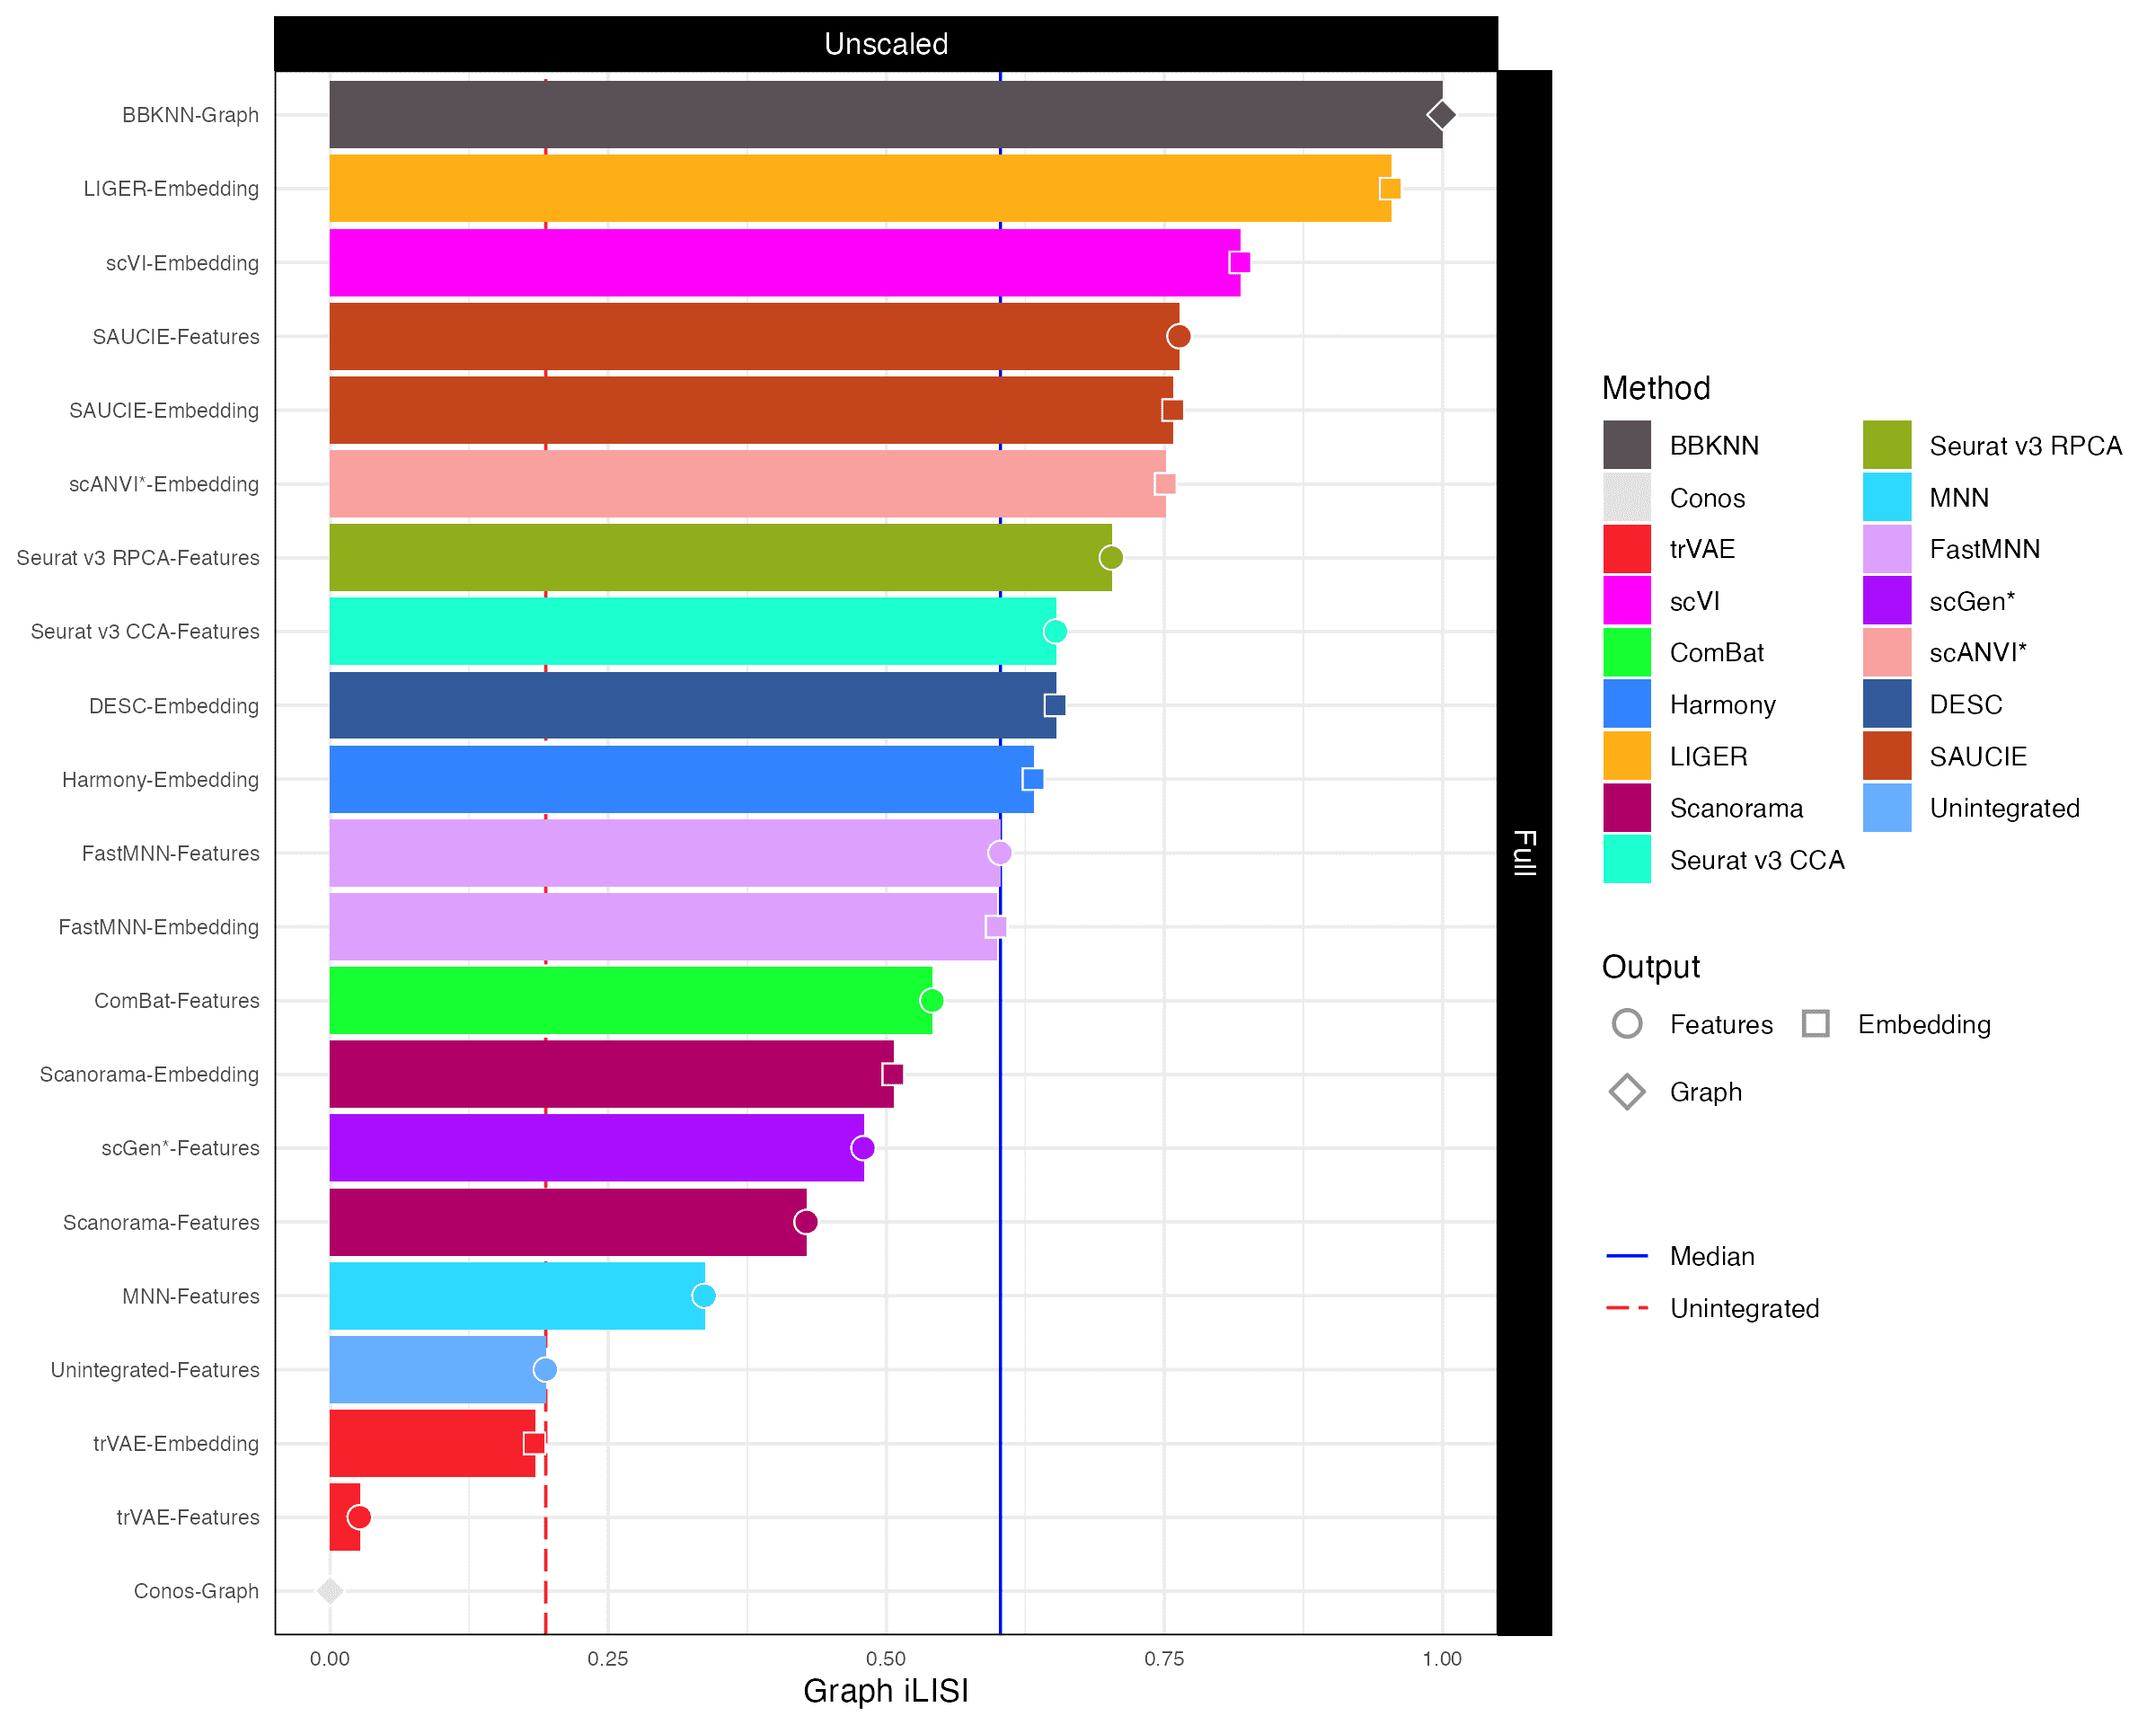 Unscaled
BBKNN-Graph
LIGER-Embedding
scVI-Embedding
SAUCIE-Features
SAUCIE-Embedding
scANVI*-Embedding
Seurat v3 RPCA-Features
Seurat v3 CCA-Features
DESC-Embedding
Harmony-Embedding
FastMNN-Features
FastMNN-Embedding
ComBat-Features
Scanorama-Embedding
scGen*-Features
Scanorama-Features
MNN-Features
Unintegrated-Features
trVAE-Embedding
trVAE-Features
Conos-Graph
0.00 0.25 0.50 0.75 1.00
Graph iLISI
Full
Method
BBKNN
Conos
trVAE
scVI
ComBat
Harmony
LIGER
Scanorama
Seurat v3 CCA
Seurat v3 RPCA
MNN
FastMNN
scGen*
scANVI*
DESC
SAUCIE
Unintegrated
Output
Features Embedding
Graph
Median
Unintegrated